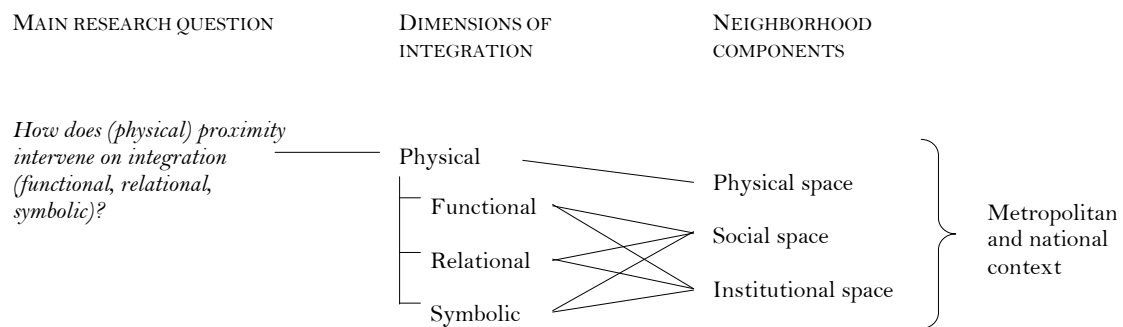 MAIN RESEARCH QUESTION
DIMENSIONS OF
INTEGRATION
NEIGHBORHOOD
COMPONENTS
How does (physical) proximity
intervene on integration
(functional, relational,
symbolic)?
Physical
Functional
Relational
Symbolic
Physical space
Social space
Institutional space
Metropolitan
and national
context